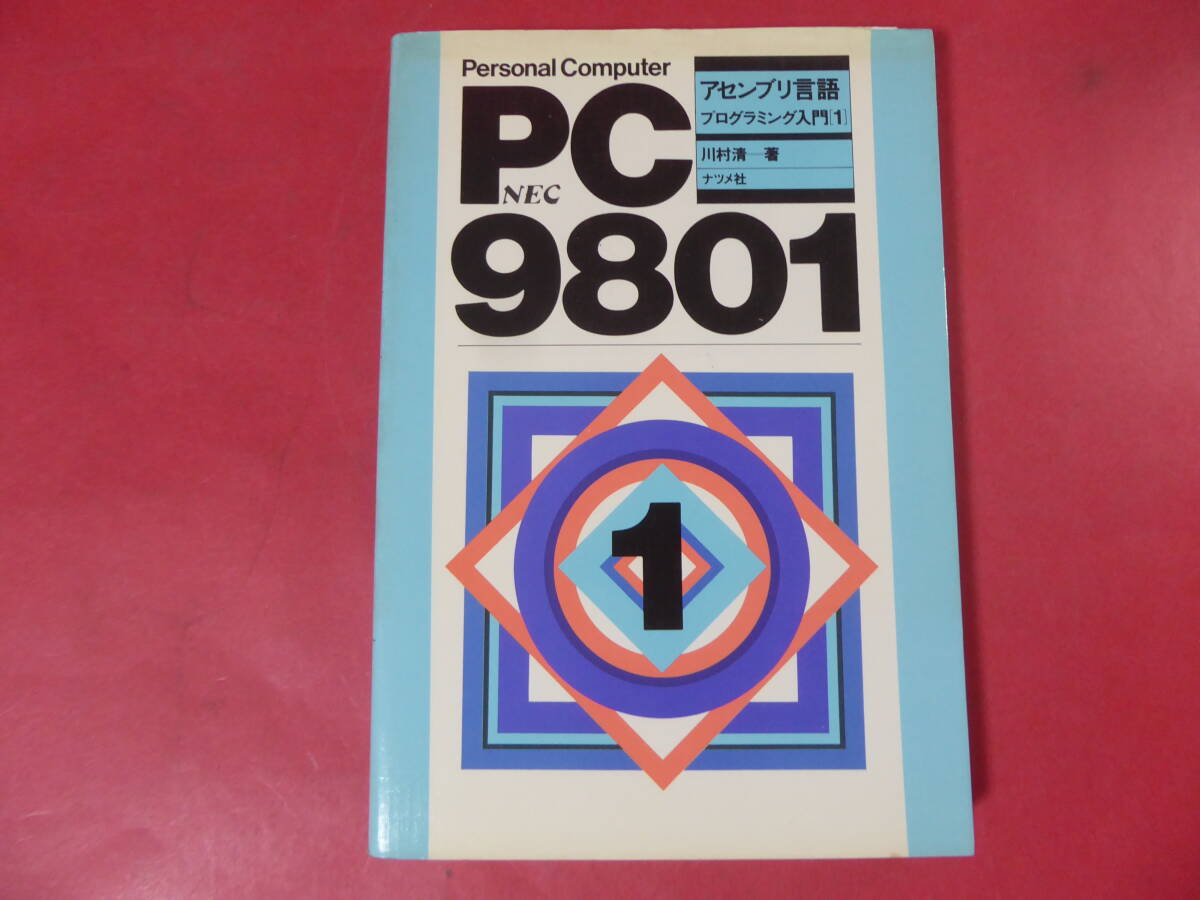 Personal Computer
PC
NEC
9801
アセンブリ言語
プログラミング入門[1]
川村清―著
ナツメ社
1